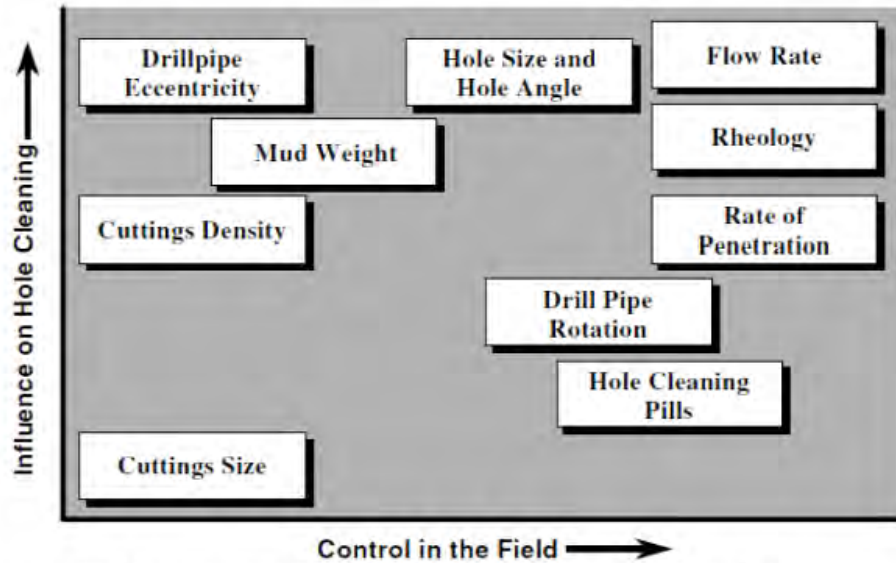 Influence on Hole Cleaning
Drillpipe
Eccentricity
Hole Size and
Hole Angle
Flow Rate
Mud Weight
Rheology
Cuttings Density
Rate of
Penetration
Drill Pipe
Rotation
Hole Cleaning
Pills
Cuttings Size
Control in the Field